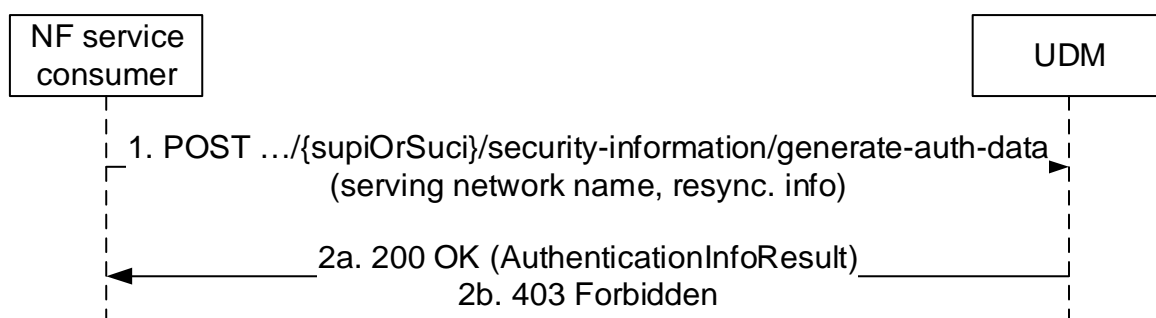 NF service
consumer
UDM
1. POST …/{supiOrSuci}/security-information/generate-auth-data
(serving network name, resync. info)
2a. 200 OK (AuthenticationInfoResult)
2b. 403 Forbidden